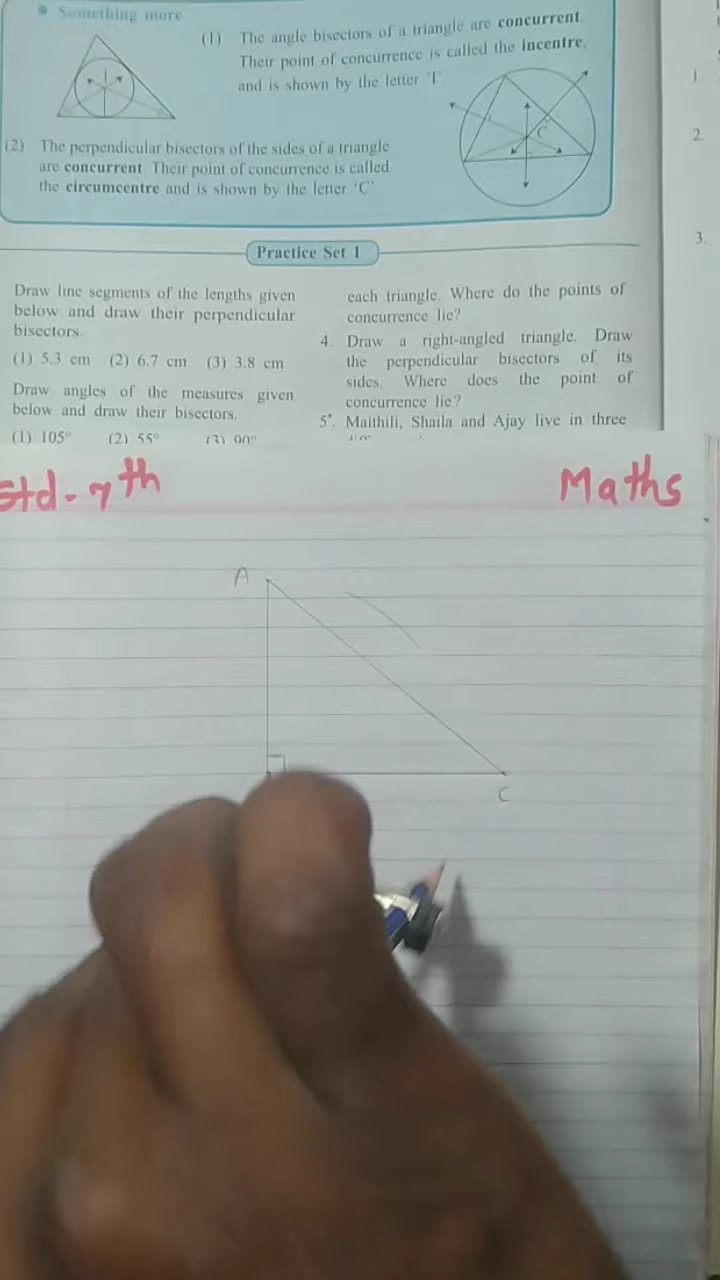 • Something more
(1) The angle bisectors of a triangle are concurrent.
Their point of concurrence is called the incentre,
and is shown by the letter 'I'
(2) The perpendicular bisectors of the sides of a triangle
are concurrent. Their point of concurrence is called
the circumcentre and is shown by the letter 'C'
C
Practice Set 1
Draw line segments of the lengths given
below and draw their perpendicular
bisectors.
(1) 5.3 cm (2) 6.7 cm (3) 3.8 cm
Draw angles of the measures given
below and draw their bisectors.
(1) 105° (2) 55° (3) 90°
each triangle. Where do the points of
concurrence lie?
4. Draw a right-angled triangle. Draw
the perpendicular bisectors of its
sides. Where does the point of
concurrence lie?
5*. Maithili, Shaila and Ajay live in three
1.
2.
3.
Std - 7th
Maths
A
C